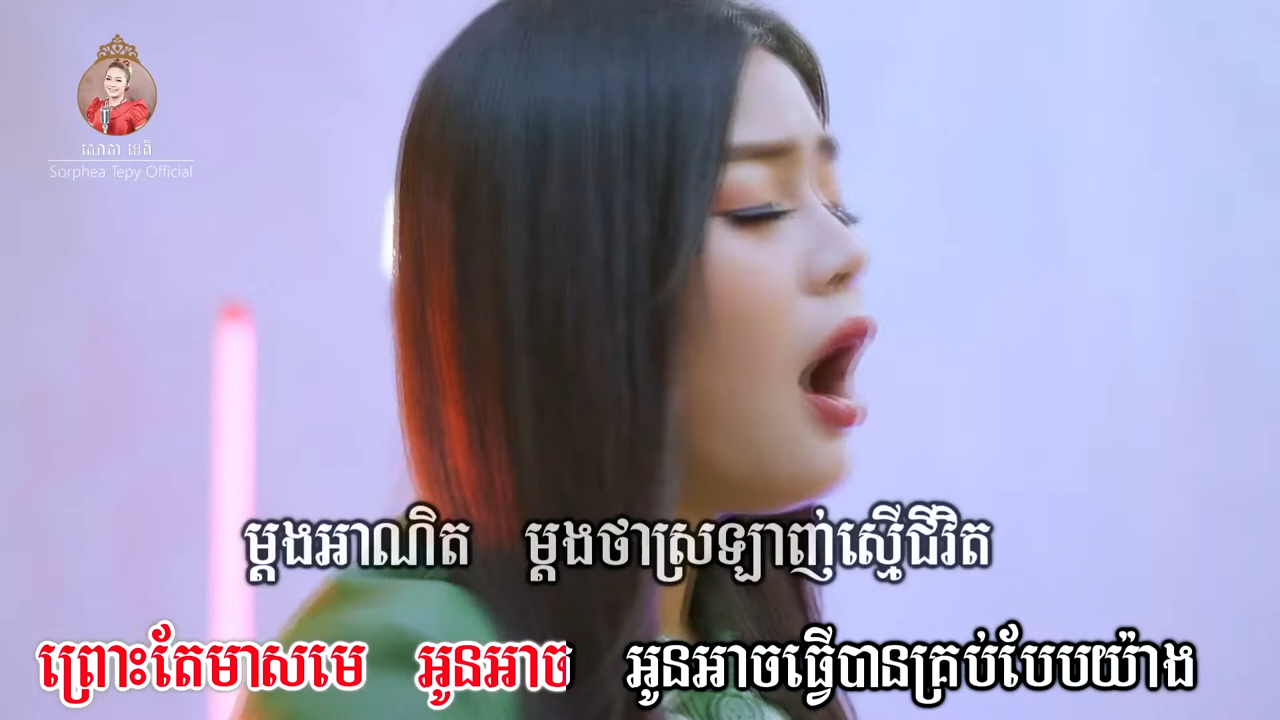 សោភា ទេពី
Sorphea Tepy Official
ម្ដងអាណិត ម្ដងថាស្រឡាញ់ស្មើជីវិត
ព្រោះតែមាសមេ អូនអាច អូនអាចធ្វើបានគ្រប់បែបយ៉ាង